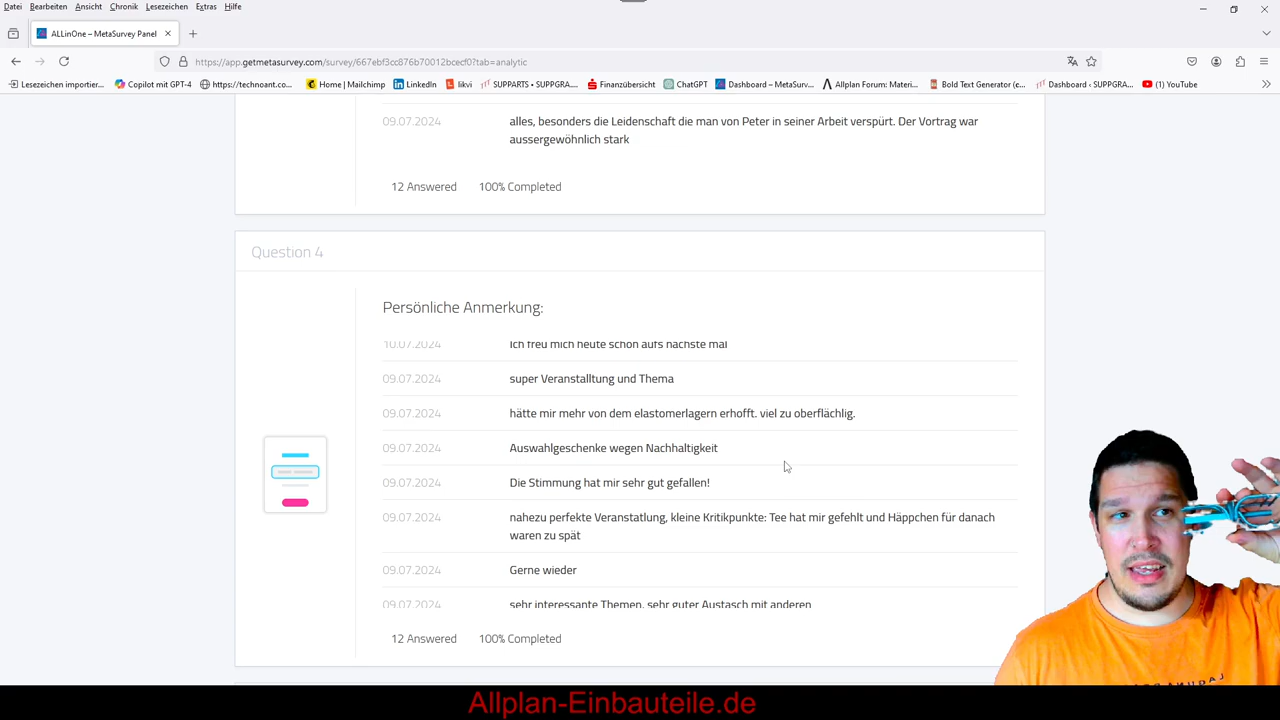 Datei Bearbeiten Ansicht Chronik Lesezeichen Extras Hilfe
ALLinOne – MetaSurvey Panel
https://app.getmetasurvey.com/survey/667ebf3cc876b70012bcecf0?tab=analytic
Lesezeichen importier... Copilot mit GPT-4 https://technoant.co... Home | Mailchimp LinkedIn likvi SUPPARTS • SUPPGRA... Finanzübersicht ChatGPT Dashboard – MetaSurv... Allplan Forum: Materi... Bold Text Generator (e... Dashboard ‹ SUPPGRA... (1) YouTube
09.07.2024 alles, besonders die Leidenschaft die man von Peter in seiner Arbeit verspürt. Der Vortrag war
aussergewöhnlich stark
12 Answered 100% Completed
Question 4
Persönliche Anmerkung:
10.07.2024 Ich freu mich heute schon aufs nächste mal
09.07.2024 super Veranstalltung und Thema
09.07.2024 hätte mir mehr von dem elastomerlagern erhofft. viel zu oberflächlig.
09.07.2024 Auswahlgeschenke wegen Nachhaltigkeit
09.07.2024 Die Stimmung hat mir sehr gut gefallen!
09.07.2024 nahezu perfekte Veranstatlung, kleine Kritikpunkte: Tee hat mir gefehlt und Häppchen für danach
waren zu spät
09.07.2024 Gerne wieder
09.07.2024 sehr interessante Themen, sehr guter Austasch mit anderen
12 Answered 100% Completed
Allplan-Einbauteile.de